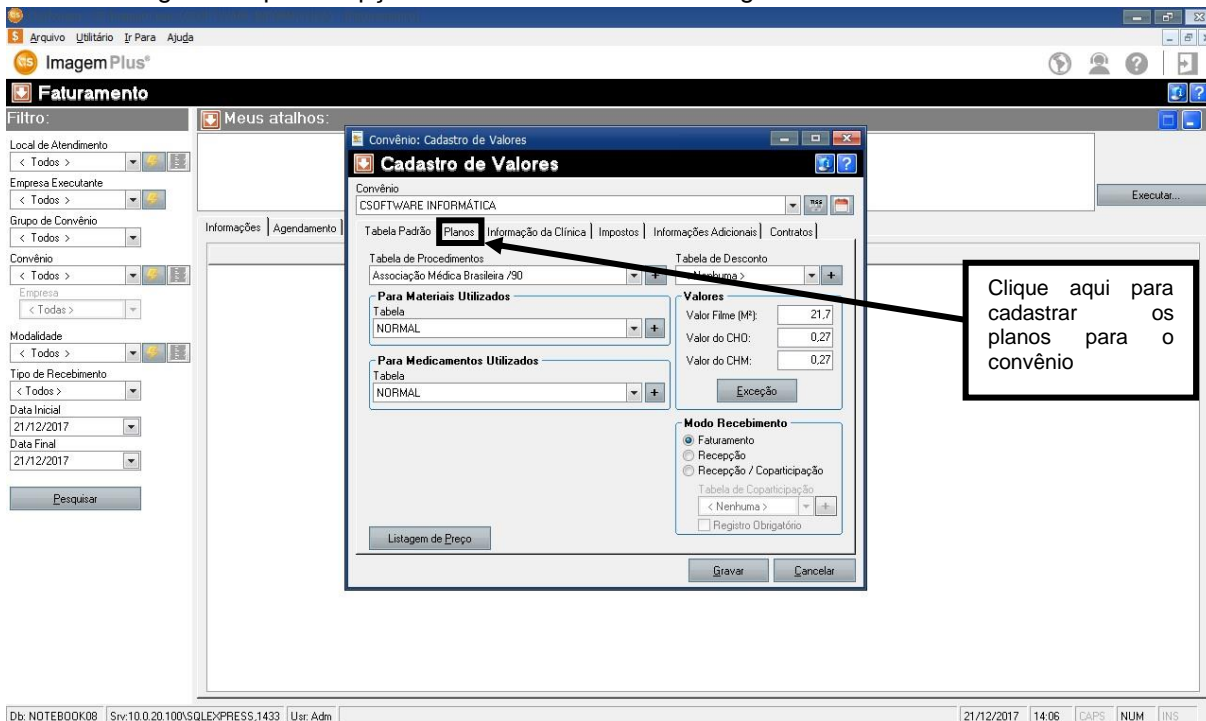 Arquivo Utilitário Ir Para Ajuda
ImagemPlus®
Faturamento
Filtro:
Meus atalhos:
Local de Atendimento
< Todos >
Empresa Executante
< Todos >
Grupo de Convênio
< Todos >
Convênio
< Todos >
Empresa
< Todas >
Modalidade
< Todos >
Tipo de Recebimento
< Todos >
Data Inicial
21/12/2017
Data Final
21/12/2017
Pesquisar
Executar...
Informações Agendamento
Convênio: Cadastro de Valores
Cadastro de Valores
Convênio
CSOFTWARE INFORMÁTICA
Tabela Padrão Planos Informação da Clínica Impostos Informações Adicionais Contratos
Tabela de Procedimentos
Associação Médica Brasileira /90
Tabela de Desconto
Nenhuma >
Para Materiais Utilizados
Tabela
NORMAL
Para Medicamentos Utilizados
Tabela
NORMAL
Valores
Valor Filme (M²): 21,7
Valor do CHO: 0,27
Valor do CHM: 0,27
Exceção
Modo Recebimento
Faturamento
Recepção
Recepção / Coparticipação
Tabela de Coparticipação
< Nenhuma >
Registro Obrigatório
Listagem de Preço
Gravar Cancelar
Clique aqui para
cadastrar os
planos para o
convênio
Db: NOTEBOOK08 Srv:10.0.20.100\SQLEXPRESS,1433 Usr: Adm 21/12/2017 14:06 CAPS NUM INS